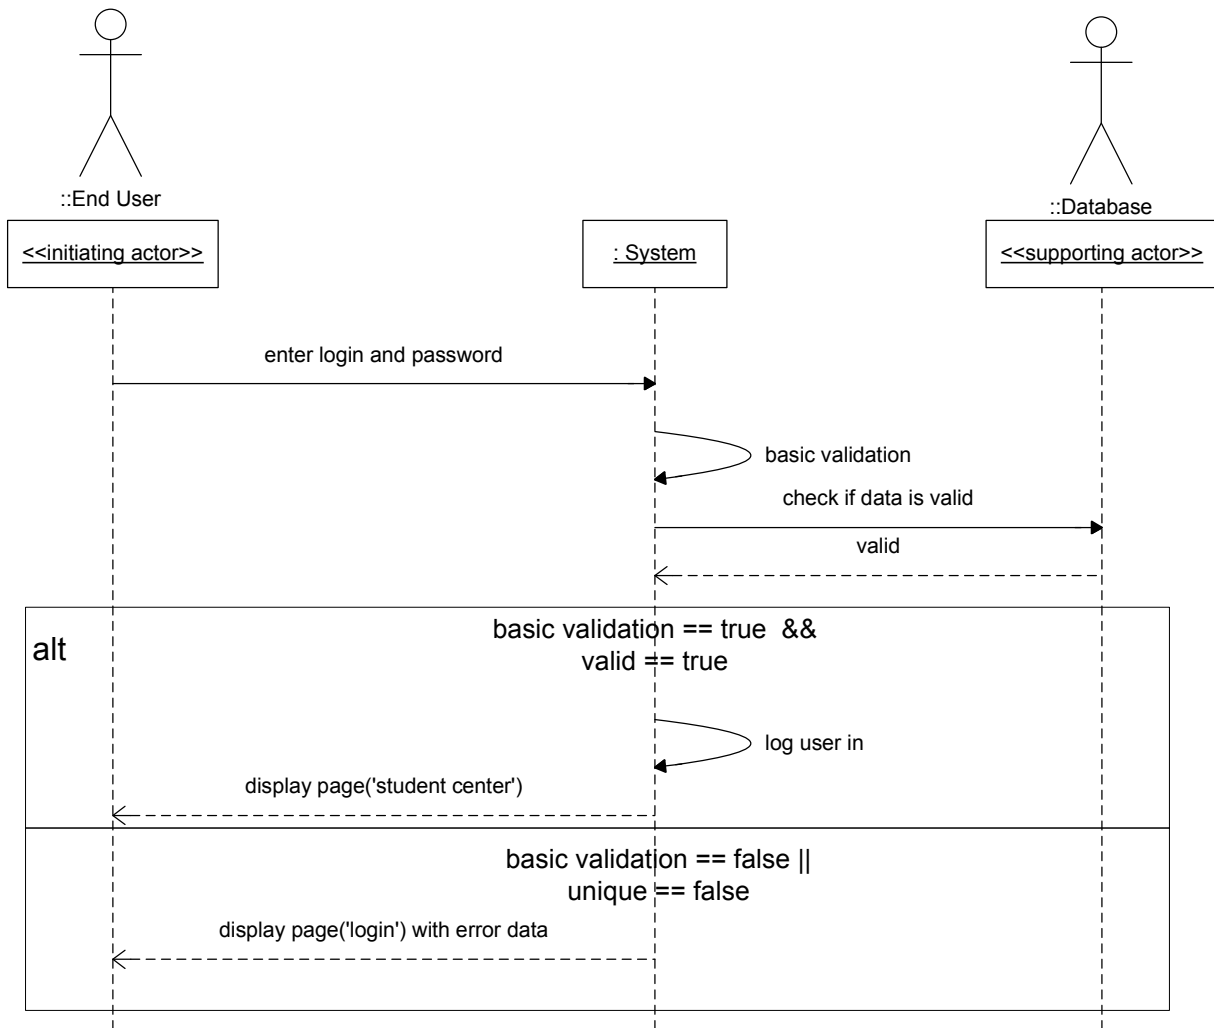 ::End User
::Database
<<initiating actor>>
: System
<<supporting actor>>
enter login and password
basic validation
check if data is valid
valid
alt
basic validation == true  &&
valid == true
log user in
display page('student center')
basic validation == false ||
unique == false
display page('login') with error data